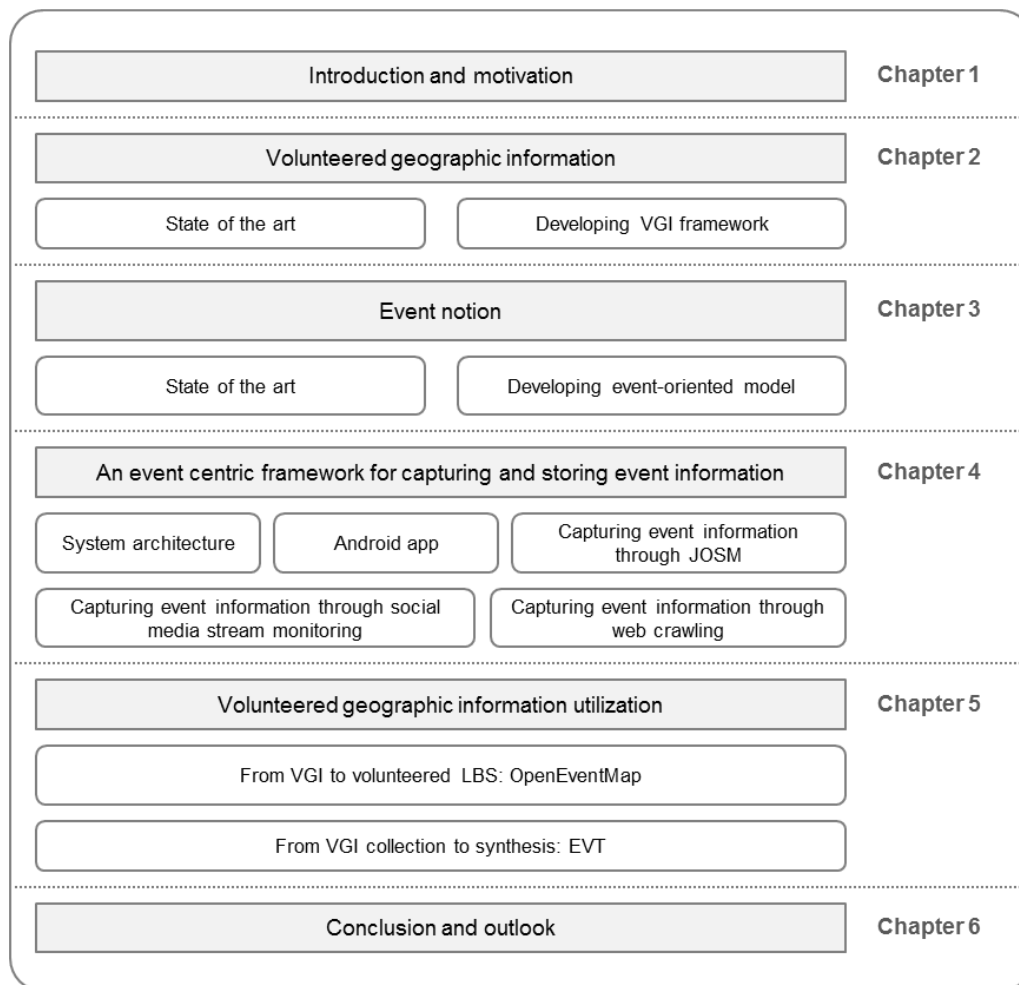 Introduction and motivation
Chapter 1
Volunteered geographic information
Chapter 2
State of the art
Developing VGI framework
Event notion
Chapter 3
State of the art
Developing event-oriented model
An event centric framework for capturing and storing event information
Chapter 4
System architecture
Android app
Capturing event information
through JOSM
Capturing event information through social
media stream monitoring
Capturing event information through
web crawling
Volunteered geographic information utilization
Chapter 5
From VGI to volunteered LBS: OpenEventMap
From VGI collection to synthesis: EVT
Conclusion and outlook
Chapter 6